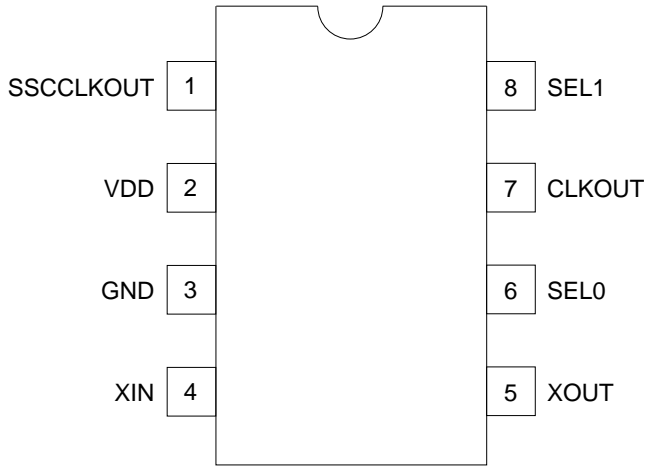 SSCCLKOUT 1 8 SEL1
VDD 2 7 CLKOUT
GND 3 6 SEL0
XIN 4 5 XOUT